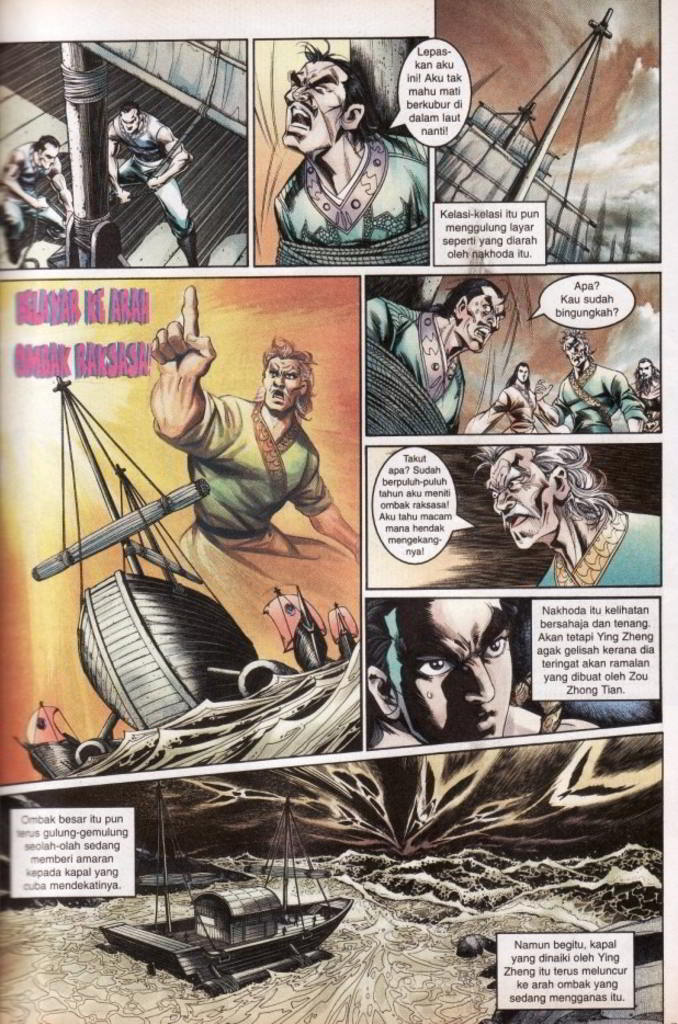 Lepas-
kan aku
ini! Aku tak
mahu mati
berkubur di
dalam laut
nanti!
Kelasi-kelasi itu pun
menggulung layar
seperti yang diarah
oleh nakhoda itu.
BELAYAR KE ARAH
OMBAK RAKSASA!
Apa?
Kau sudah
bingungkah?
Takut
apa? Sudah
berpuluh-puluh
tahun aku meniti
ombak raksasa!
Aku tahu macam
mana hendak
mengekang-
nya!
Nakhoda itu kelihatan
bersahaja dan tenang.
Akan tetapi Ying Zheng
agak gelisah kerana dia
teringat akan ramalan
yang dibuat oleh Zou
Zhong Tian.
Ombak besar itu pun
terus gulung-gemulung
seolah-olah sedang
memberi amaran
kepada kapal yang
cuba mendekatinya.
Namun begitu, kapal
yang dinaiki oleh Ying
Zheng itu terus meluncur
ke arah ombak yang
sedang mengganas itu.